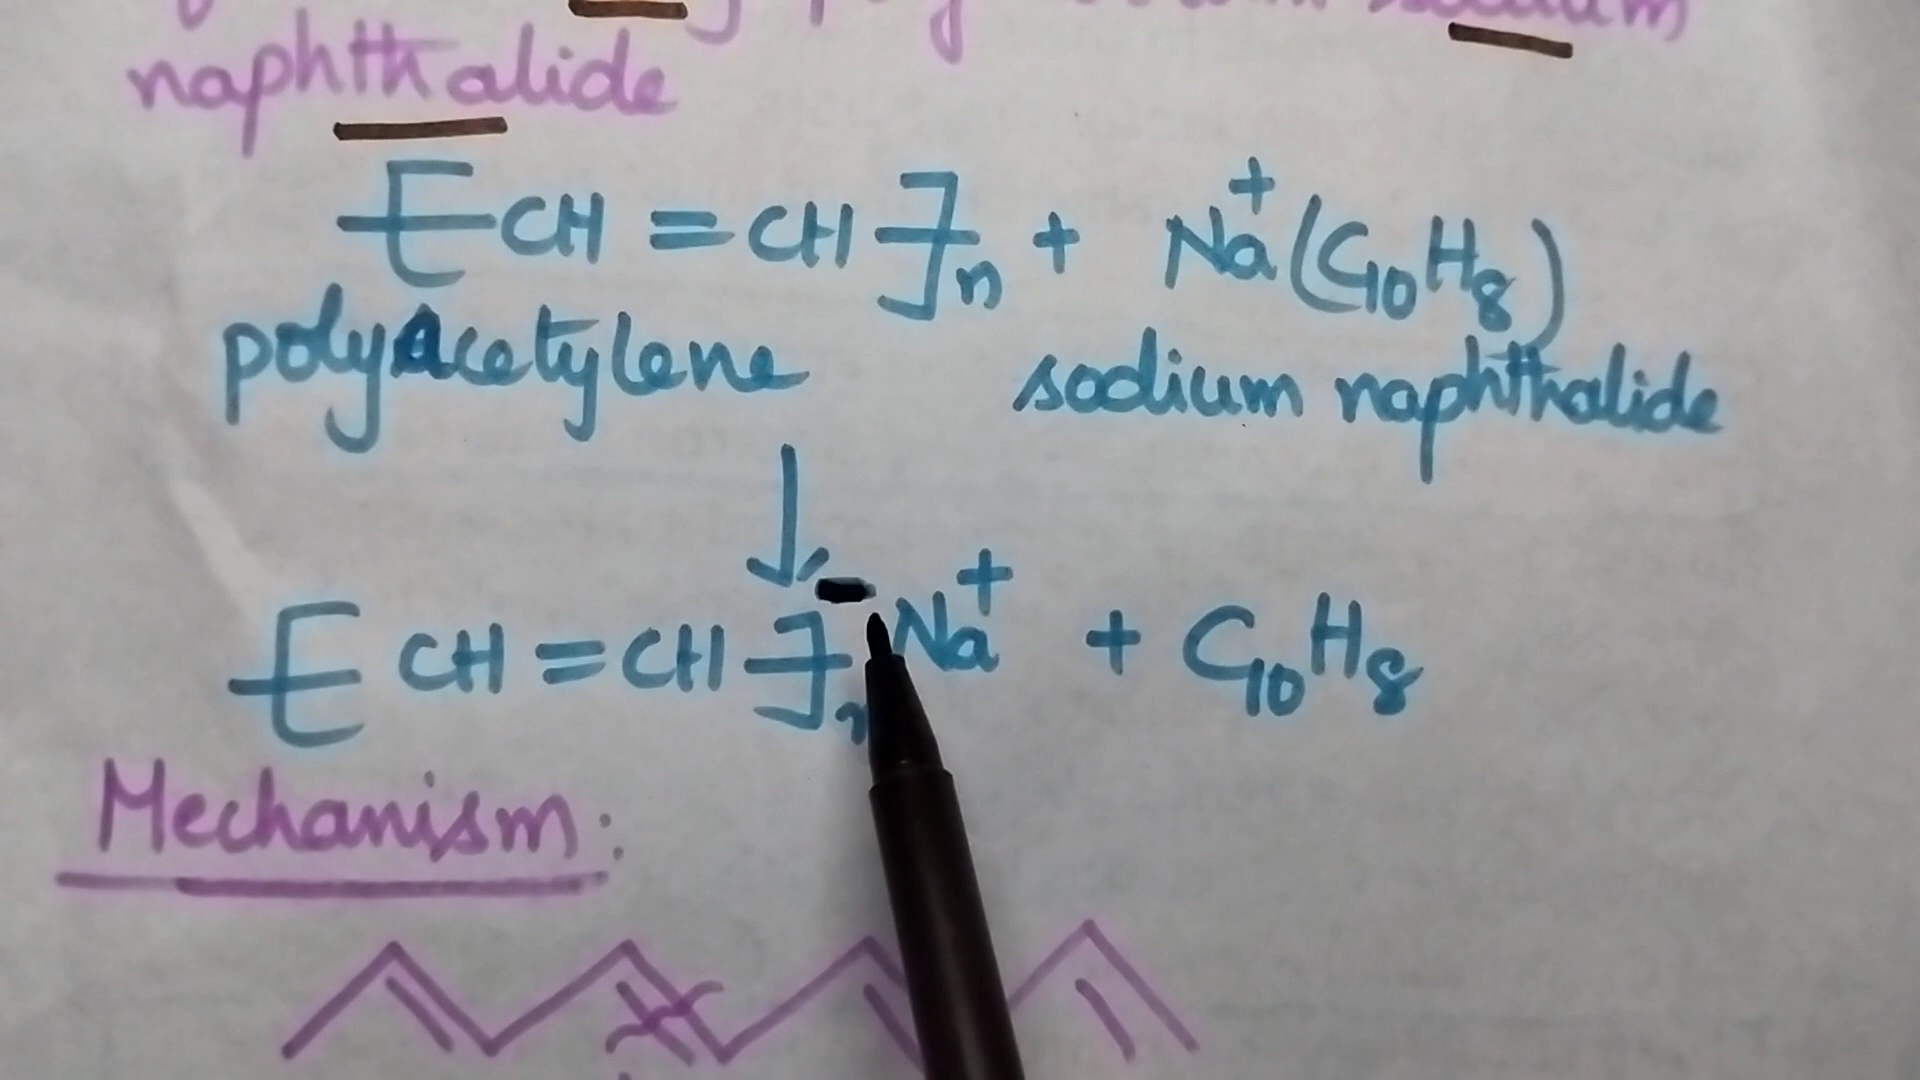 naphthalide
[CH=CH]n + Na⁺(C₁₀H₈)
polyAcetylene sodium naphthalide
↓
[CH=CH]⁻ Na⁺ + C₁₀H₈
Mechanism: